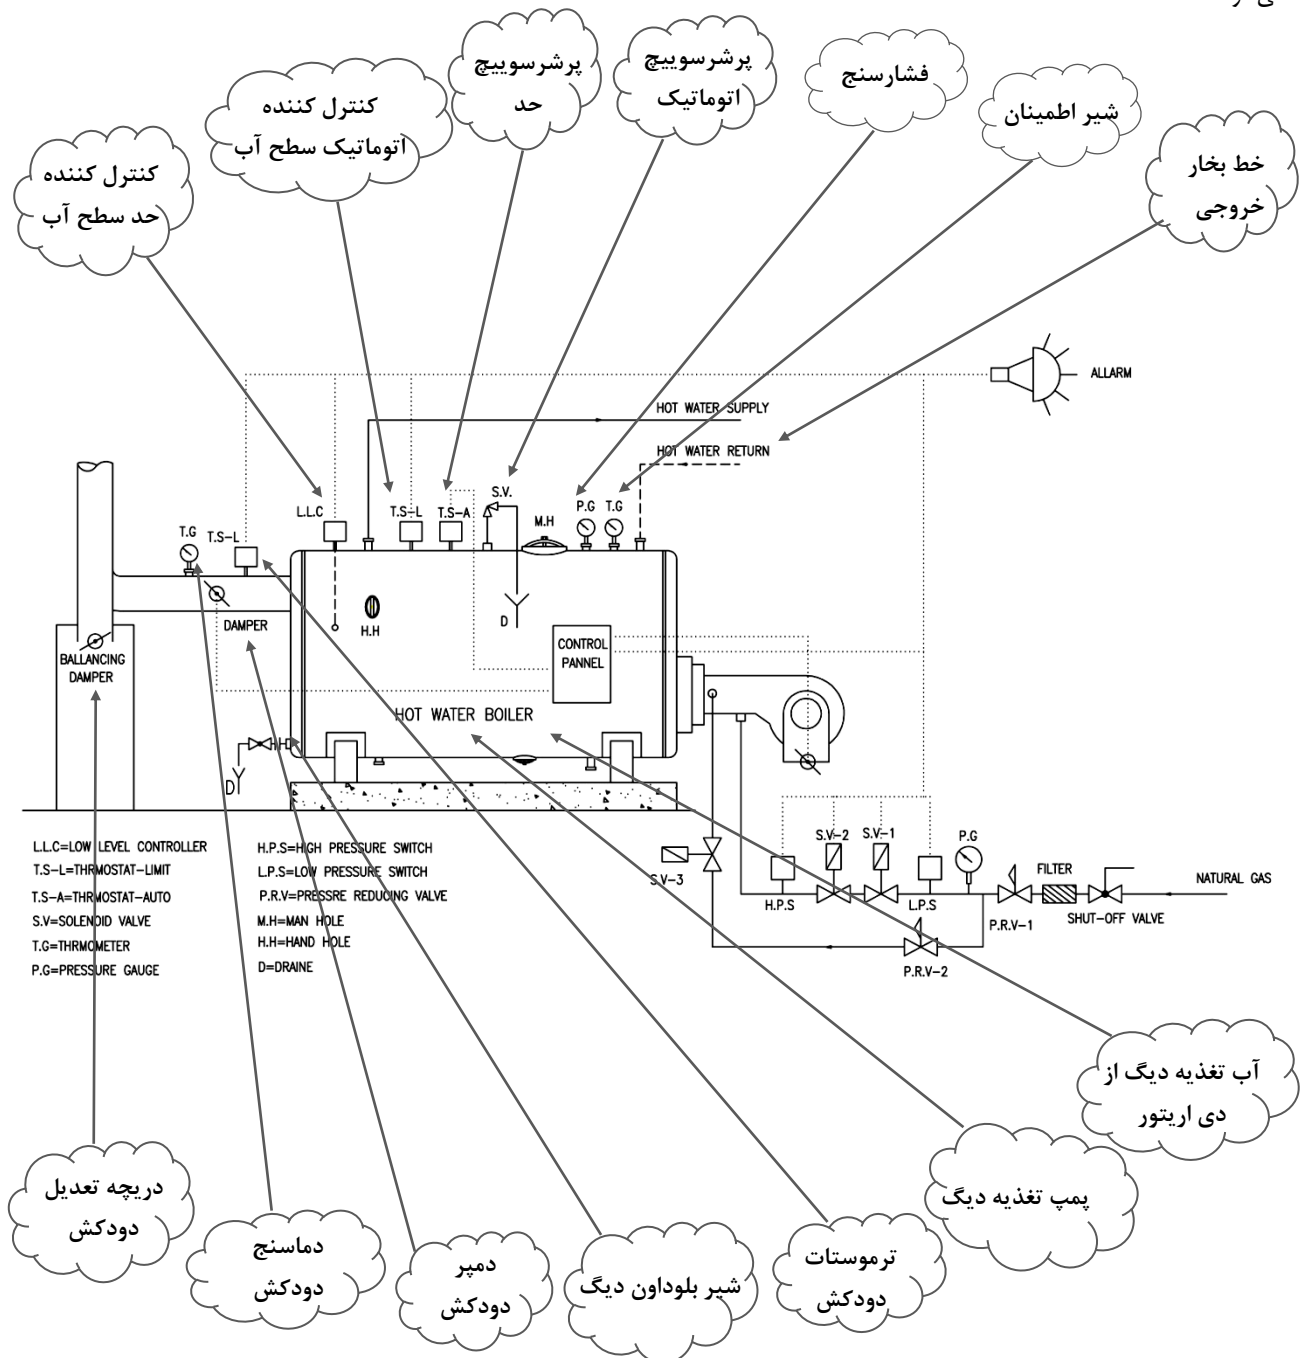 کنترل کننده
حد سطح آب
کنترل کننده
اتوماتیک سطح آب
پرشرسوییچ
حد
پرشرسوییچ
اتوماتیک
فشارسنج
شیر اطمینان
خط بخار
خروجی
ALLARM
HOT WATER SUPPLY
HOT WATER RETURN
L.L.C
T.S-L
T.S-A
S.V.
M.H
P.G
T.G
T.G
T.S-L
DAMPER
H.H
D
CONTROL
PANNEL
BALLANCING
DAMPER
HOT WATER BOILER
D
L.L.C=LOW LEVEL CONTROLLER
T.S-L=THRMOSTAT-LIMIT
T.S-A=THRMOSTAT-AUTO
S.V=SOLENOID VALVE
T.G=THRMOMETER
P.G=PRESSURE GAUGE
H.P.S=HIGH PRESSURE SWITCH
L.P.S=LOW PRESSURE SWITCH
P.R.V=PRESSRE REDUCING VALVE
M.H=MAN HOLE
H.H=HAND HOLE
D=DRAINE
S.V-3
S.V-2
S.V-1
P.G
H.P.S
L.P.S
FILTER
NATURAL GAS
P.R.V-1
SHUT-OFF VALVE
P.R.V-2
آب تغذیه دیگ از
دی اریتور
پمپ تغذیه دیگ
ترموستات
دودکش
شیر بلوداون دیگ
دمپر
دودکش
دماسنج
دودکش
دریچه تعدیل
دودکش